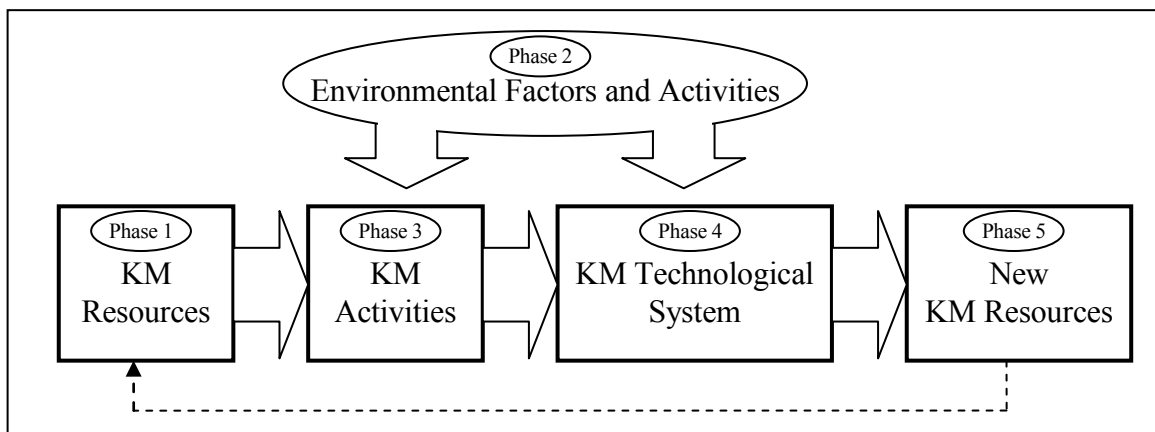 Phase 2
Environmental Factors and Activities
Phase 1
KM
Resources
Phase 3
KM
Activities
Phase 4
KM Technological
System
Phase 5
New
KM Resources